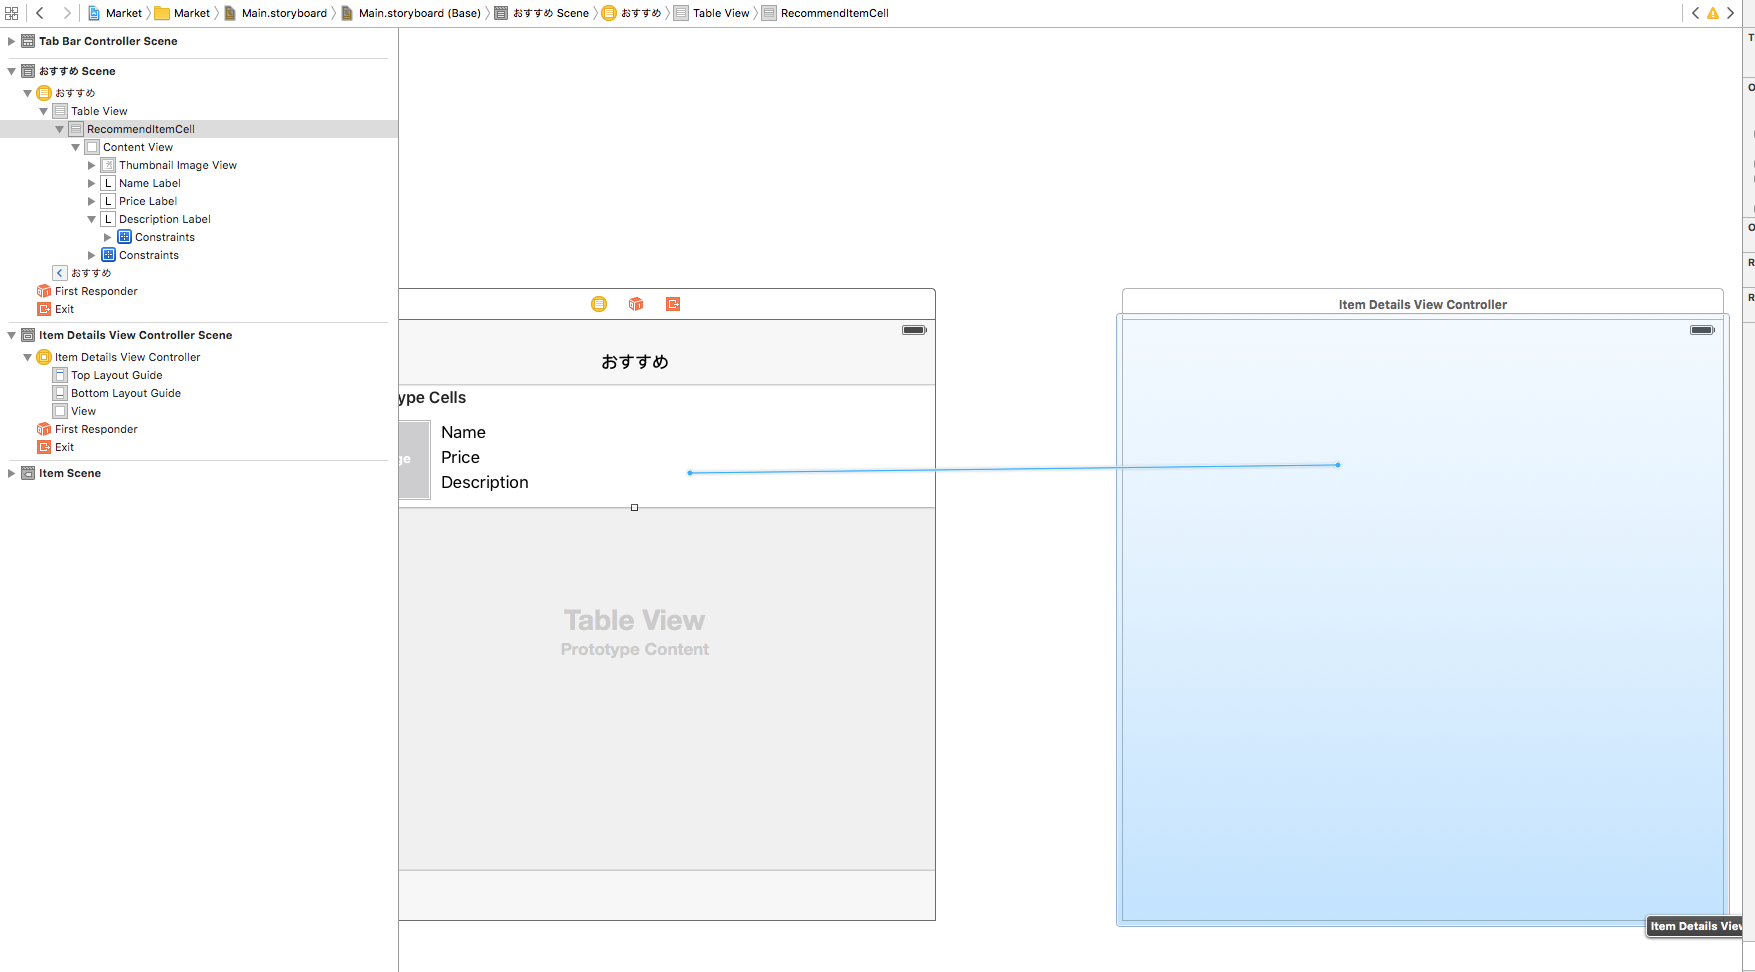 Market Market Main.storyboard Main.storyboard (Base) おすすめ Scene おすすめ Table View RecommendItemCell
Tab Bar Controller Scene
おすすめ Scene
おすすめ
Table View
RecommendItemCell
Content View
Thumbnail Image View
L Name Label
L Price Label
L Description Label
Constraints
Constraints
おすすめ
First Responder
Exit
Item Details View Controller Scene
Item Details View Controller
Top Layout Guide
Bottom Layout Guide
View
First Responder
Exit
Item Scene
おすすめ
ype Cells
ge
Name
Price
Description
Table View
Prototype Content
Item Details View Controller
Item Details View
T
O
O
R
R